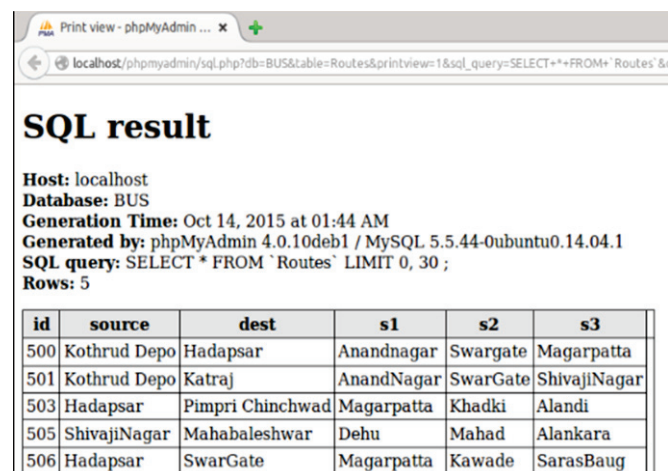 Print view - phpMyAdmin ...
localhost/phpmyadmin/sql.php?db=BUS&table=Routes&printview=1&sql_query=SELECT+*+FROM+`Routes`&
SQL result
Host: localhost
Database: BUS
Generation Time: Oct 14, 2015 at 01:44 AM
Generated by: phpMyAdmin 4.0.10deb1 / MySQL 5.5.44-0ubuntu0.14.04.1
SQL query: SELECT * FROM `Routes` LIMIT 0, 30 ;
Rows: 5
id source dest s1 s2 s3
500 Kothrud Depo Hadapsar Anandnagar Swargate Magarpatta
501 Kothrud Depo Katraj AnandNagar SwarGate ShivajiNagar
503 Hadapsar Pimpri Chinchwad Magarpatta Khadki Alandi
505 ShivajiNagar Mahabaleshwar Dehu Mahad Alankara
506 Hadapsar SwarGate Magarpatta Kawade SarasBaug